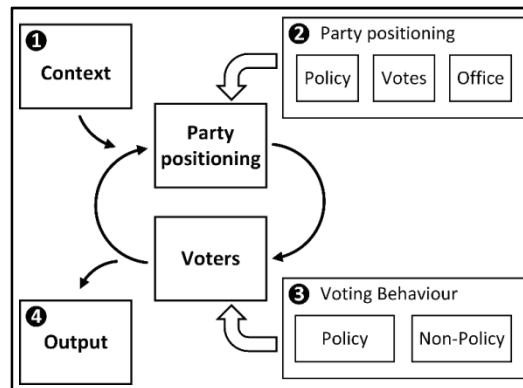 ❶
Context
❷ Party positioning
Policy Votes Office
Party
positioning
Voters
❸ Voting Behaviour
Policy Non-Policy
❹
Output